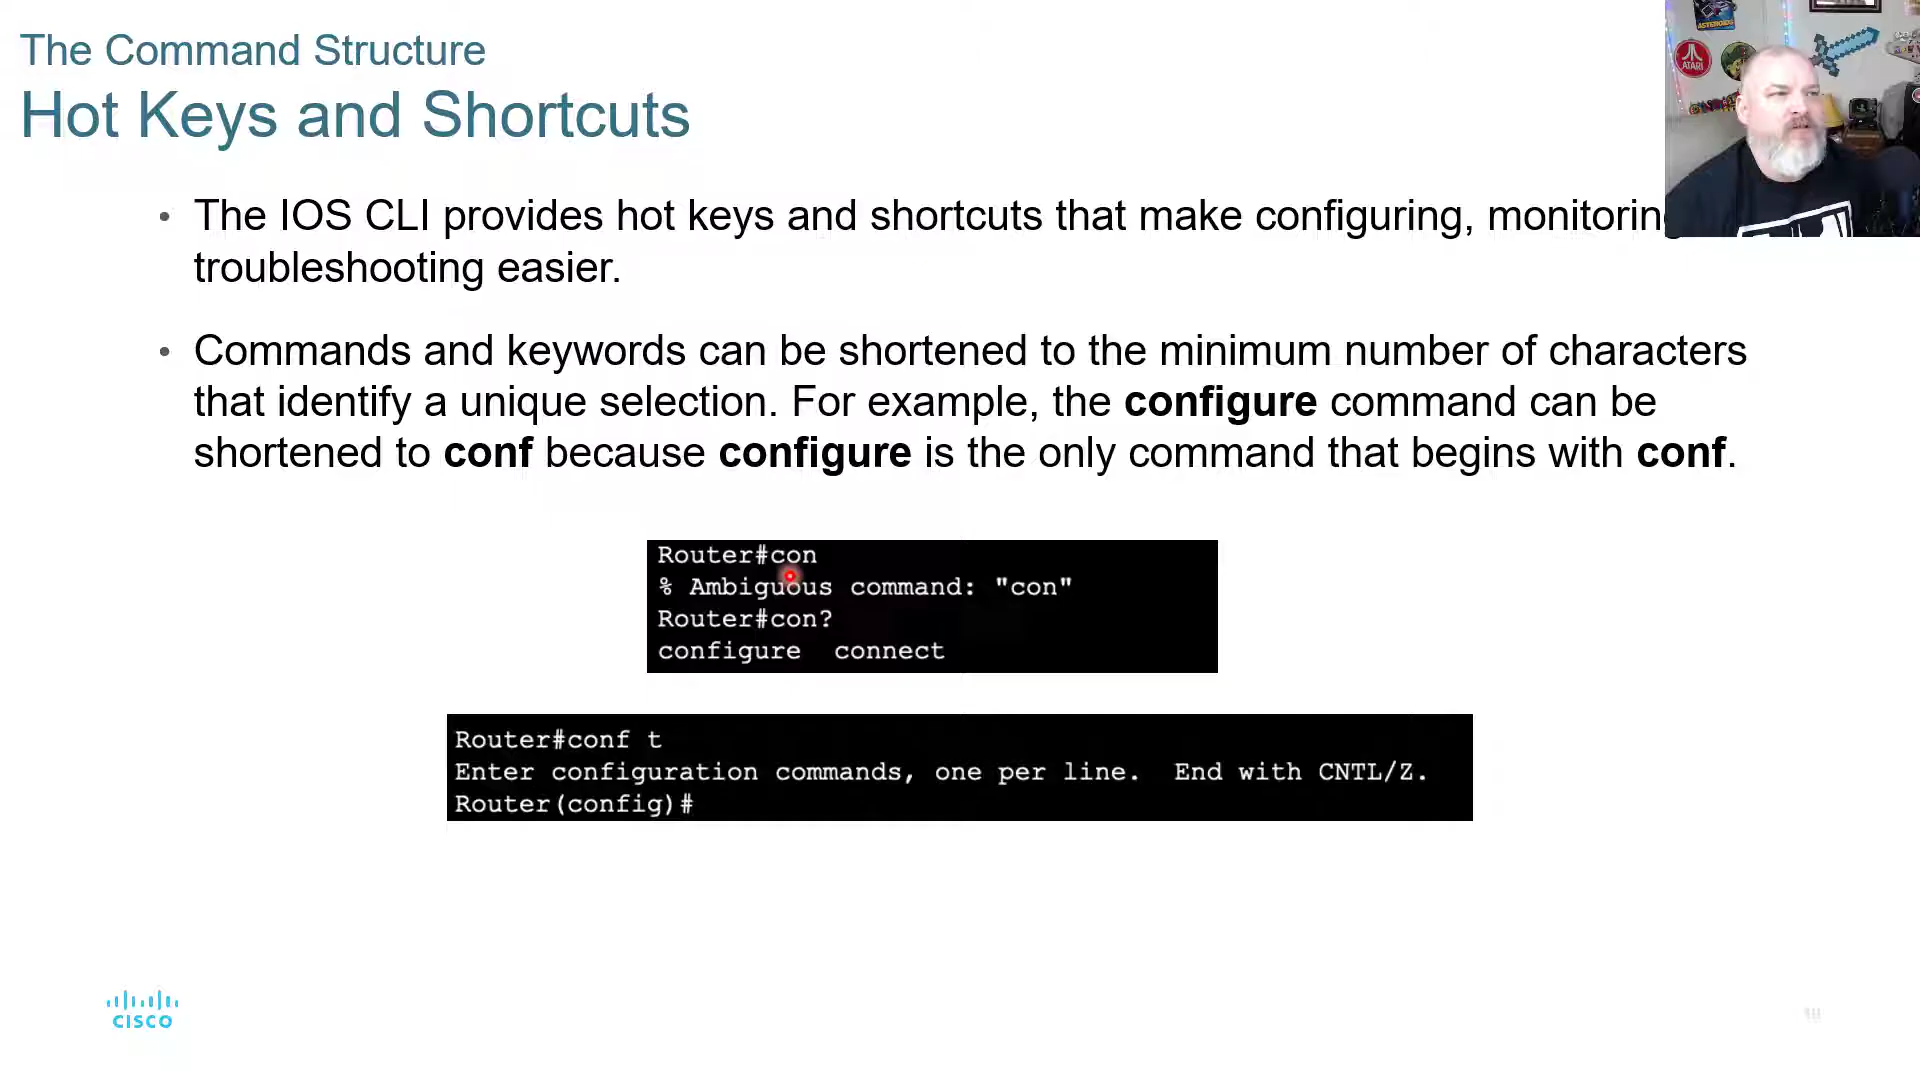 The Command Structure
Hot Keys and Shortcuts
• The IOS CLI provides hot keys and shortcuts that make configuring, monitoring
troubleshooting easier.
• Commands and keywords can be shortened to the minimum number of characters
that identify a unique selection. For example, the configure command can be
shortened to conf because configure is the only command that begins with conf.
Router#con
% Ambiguous command: "con"
Router#con?
configure connect
Router#conf t
Enter configuration commands, one per line. End with CNTL/Z.
Router(config)#
CISCO
ASTEROIDS
ATARI